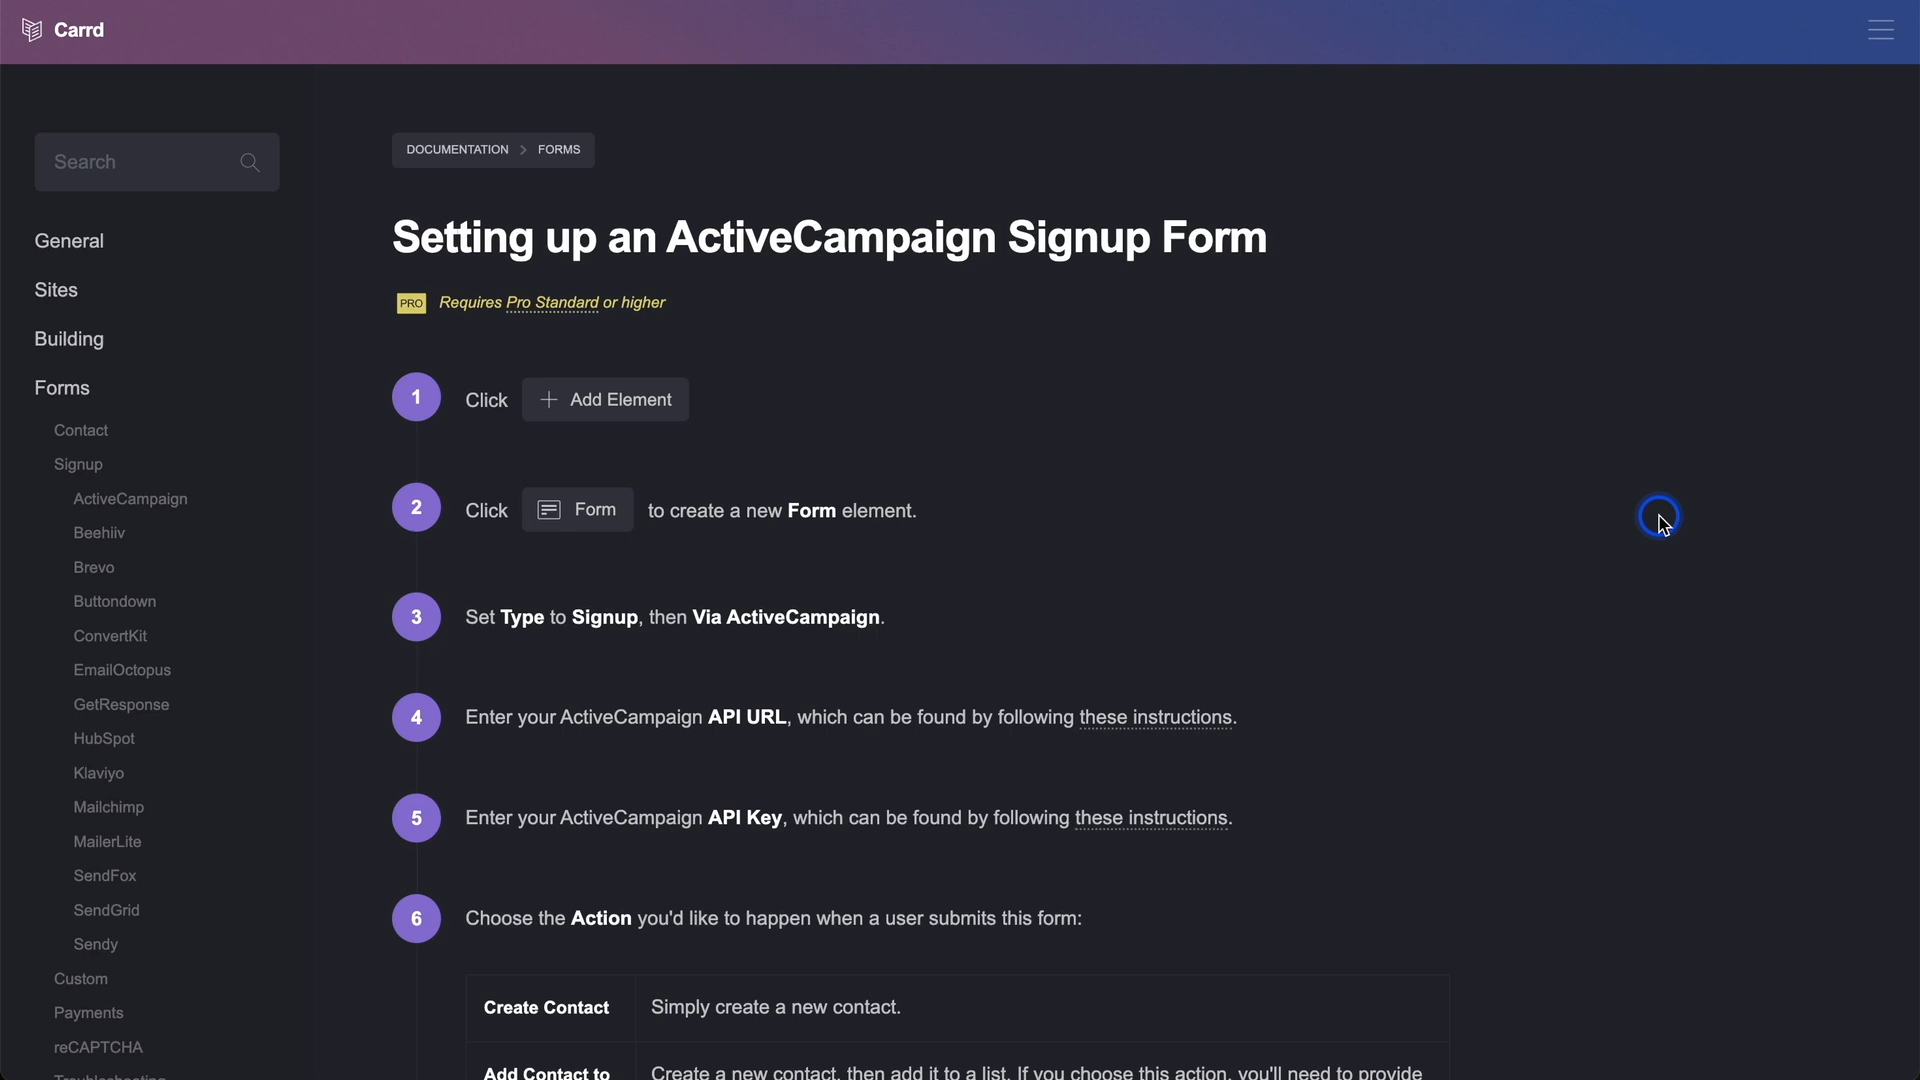 Carrd
Search
General
Sites
Building
Forms
Contact
Signup
ActiveCampaign
Beehiiv
Brevo
Buttondown
ConvertKit
EmailOctopus
GetResponse
HubSpot
Klaviyo
Mailchimp
MailerLite
SendFox
SendGrid
Sendy
Custom
Payments
reCAPTCHA
Troubleshooting
DOCUMENTATION > FORMS
Setting up an ActiveCampaign Signup Form
PRO Requires Pro Standard or higher
1 Click + Add Element
2 Click Form to create a new Form element.
3 Set Type to Signup, then Via ActiveCampaign.
4 Enter your ActiveCampaign API URL, which can be found by following these instructions.
5 Enter your ActiveCampaign API Key, which can be found by following these instructions.
6 Choose the Action you'd like to happen when a user submits this form:
Create Contact Simply create a new contact.
Add Contact to Create a new contact, then add it to a list. If you choose this action, you'll need to provide